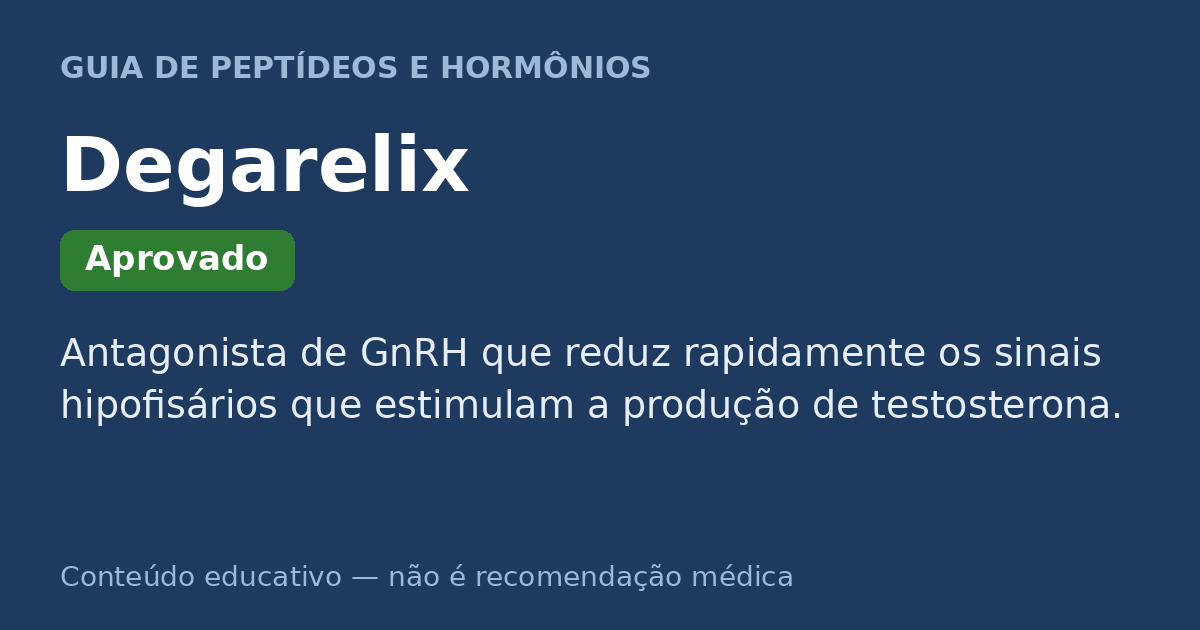 GUIA DE PEPTÍDEOS E HORMÔNIOS
Degarelix
Aprovado
Antagonista de GnRH que reduz rapidamente os sinais
hipofisários que estimulam a produção de testosterona.
Conteúdo educativo — não é recomendação médica